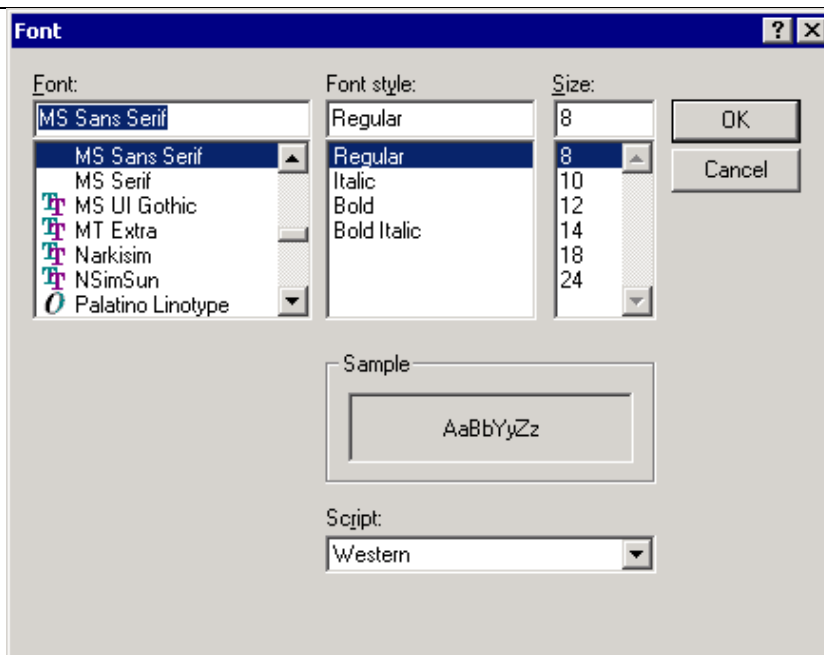 Font
Font:
MS Sans Serif
MS Sans Serif
MS Serif
MS UI Gothic
MT Extra
Narkisim
NSimSun
Palatino Linotype
Font style:
Regular
Regular
Italic
Bold
Bold Italic
Size:
8
8
10
12
14
18
24
OK
Cancel
Sample
AaBbYyZz
Script:
Western